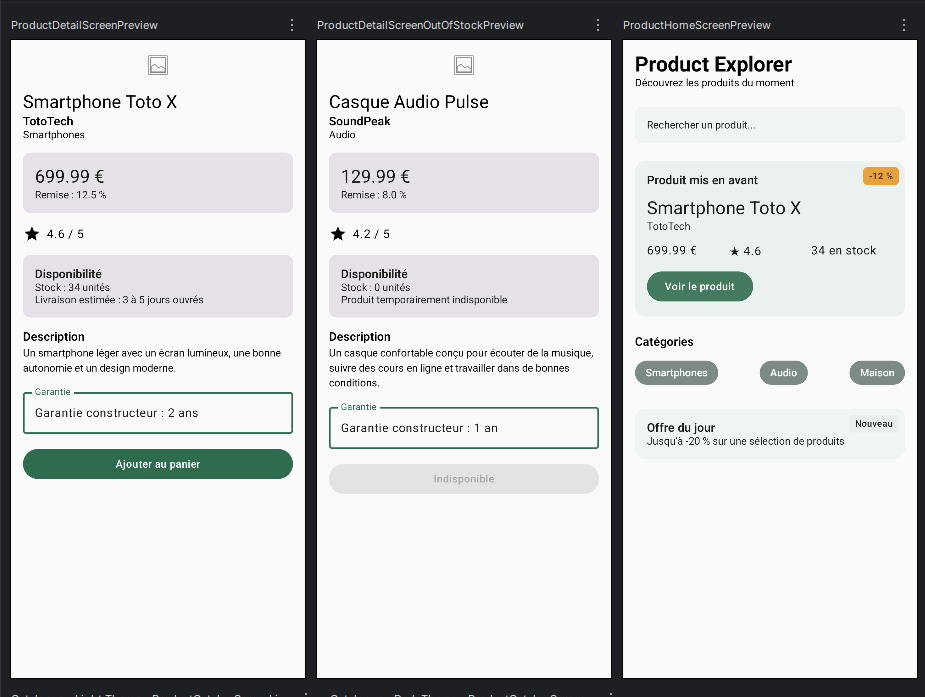 ProductDetailScreenPreview
Smartphone Toto X
TotoTech
Smartphones
699.99 €
Remise : 12.5 %
4.6 / 5
Disponibilité
Stock : 34 unités
Livraison estimée : 3 à 5 jours ouvrés
Description
Un smartphone léger avec un écran lumineux, une bonne
autonomie et un design moderne.
Garantie
Garantie constructeur : 2 ans
Ajouter au panier
ProductDetailScreenOutOfStockPreview
Casque Audio Pulse
SoundPeak
Audio
129.99 €
Remise : 8.0 %
4.2 / 5
Disponibilité
Stock : 0 unités
Produit temporairement indisponible
Description
Un casque confortable conçu pour écouter de la musique,
suivre des cours en ligne et travailler dans de bonnes
conditions.
Garantie
Garantie constructeur : 1 an
Indisponible
ProductHomeScreenPreview
Product Explorer
Découvrez les produits du moment
Rechercher un produit...
Produit mis en avant
-12 %
Smartphone Toto X
TotoTech
699.99 € ★ 4.6 34 en stock
Voir le produit
Catégories
Smartphones Audio Maison
Offre du jour
Nouveau
Jusqu'à -20 % sur une sélection de produits